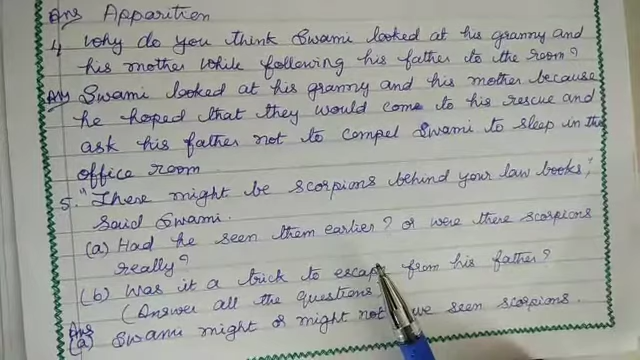 Ans Apparition
4. Why do you think Swami looked at his granny and
his mother while following his father to the room?
Ans Swami looked at his granny and his mother because
he hoped that they would come to his rescue and
ask his father not to compel Swami to sleep in the
office room.
5. "There might be scorpions behind your law books,"
said Swami.
(a) Had he seen them earlier? or were there scorpions
really?
(b) Was it a trick to escape from his father?
(Answer all the questions)
Ans
(a) Swami might or might not seen scorpions.